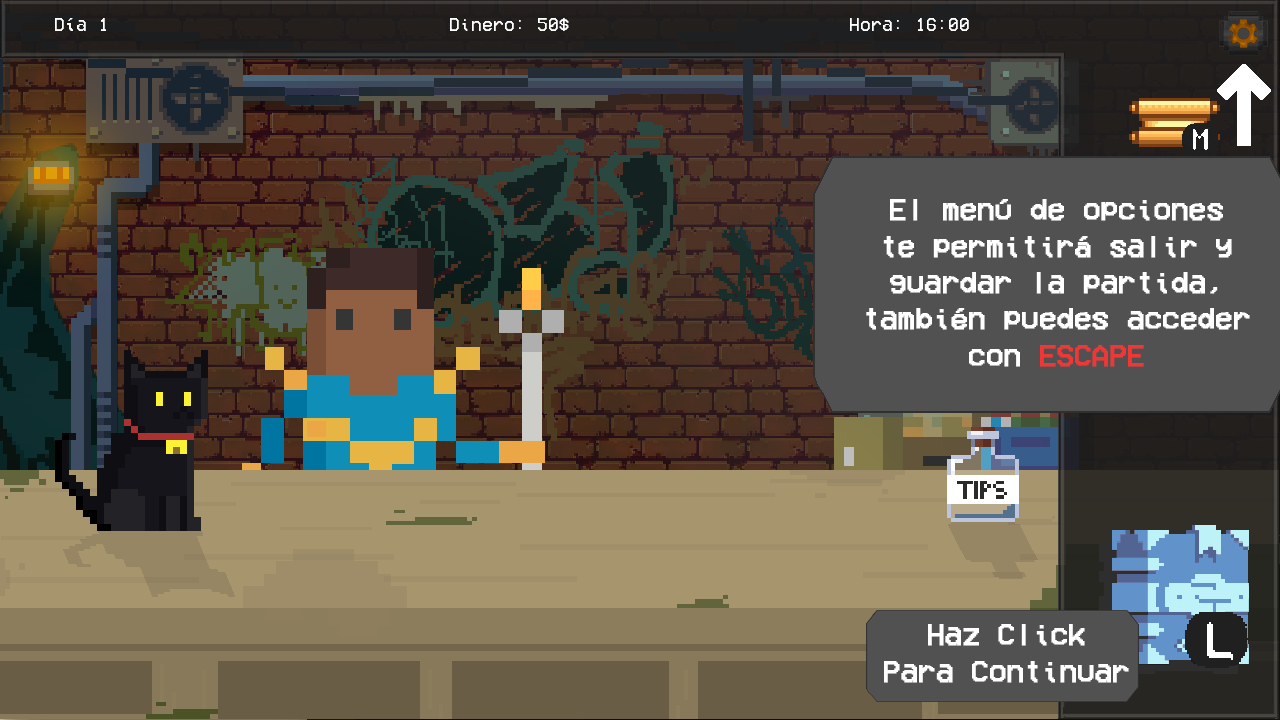 Día 1
Dinero: 50$
Hora: 16:00
M
El menú de opciones
te permitirá salir y
guardar la partida,
también puedes acceder
con ESCAPE
TIPS
L
Haz Click
Para Continuar